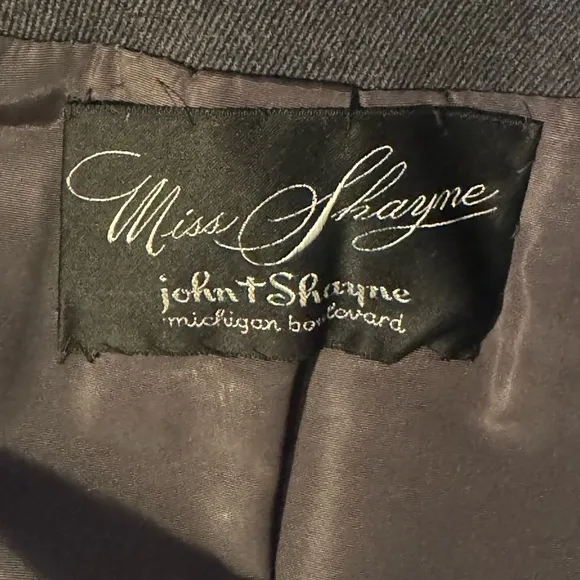 Miss Shayne
john t Shayne
michigan boulevard